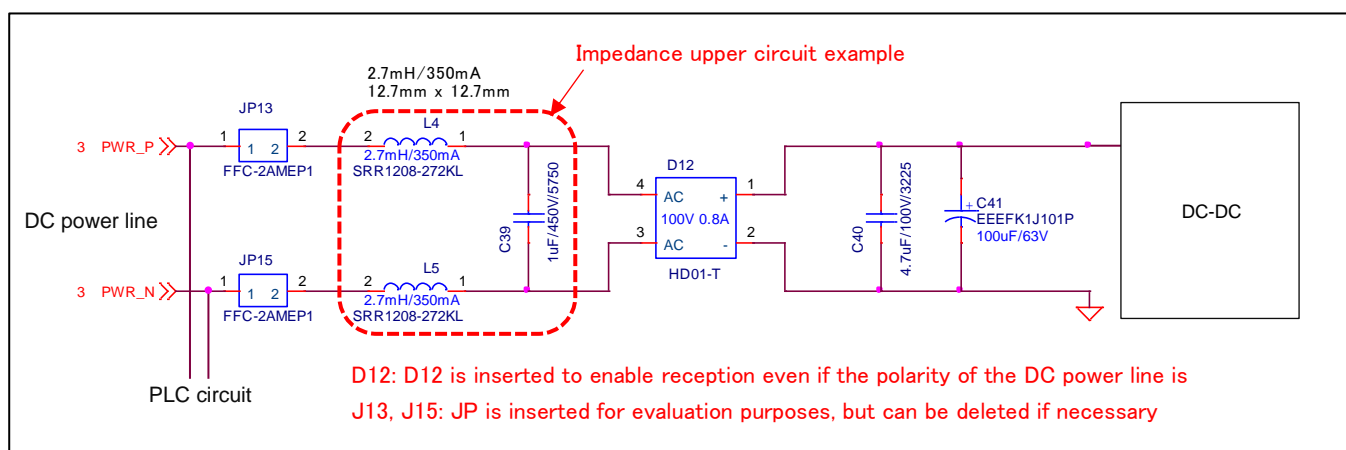 Impedance upper circuit example
2.7mH/350mA
12.7mm x 12.7mm
JP13
L4
3 PWR_P
1
1 2
2
2
1
2.7mH/350mA
FFC-2AMEP1
SRR1208-272KL
DC power line
C39
1uF/450V/5750
D12
4
AC
+
1
100V 0.8A
3
AC
-
2
HD01-T
C40
4.7uF/100V/3225
+
C41
EEEFK1J101P
100uF/63V
DC-DC
JP15
L5
3 PWR_N
1
1 2
2
2
1
2.7mH/350mA
FFC-2AMEP1
SRR1208-272KL
PLC circuit
D12: D12 is inserted to enable reception even if the polarity of the DC power line is
J13, J15: JP is inserted for evaluation purposes, but can be deleted if necessary